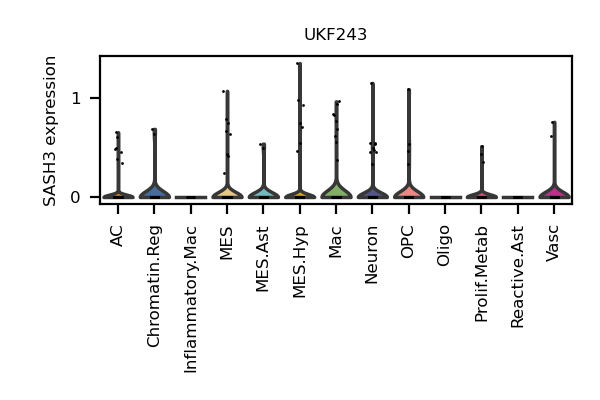 UKF243
SASH3 expression
1
0
AC
Chromatin.Reg
Inflammatory.Mac
MES
MES.Ast
MES.Hyp
Mac
Neuron
OPC
Oligo
Prolif.Metab
Reactive.Ast
Vasc